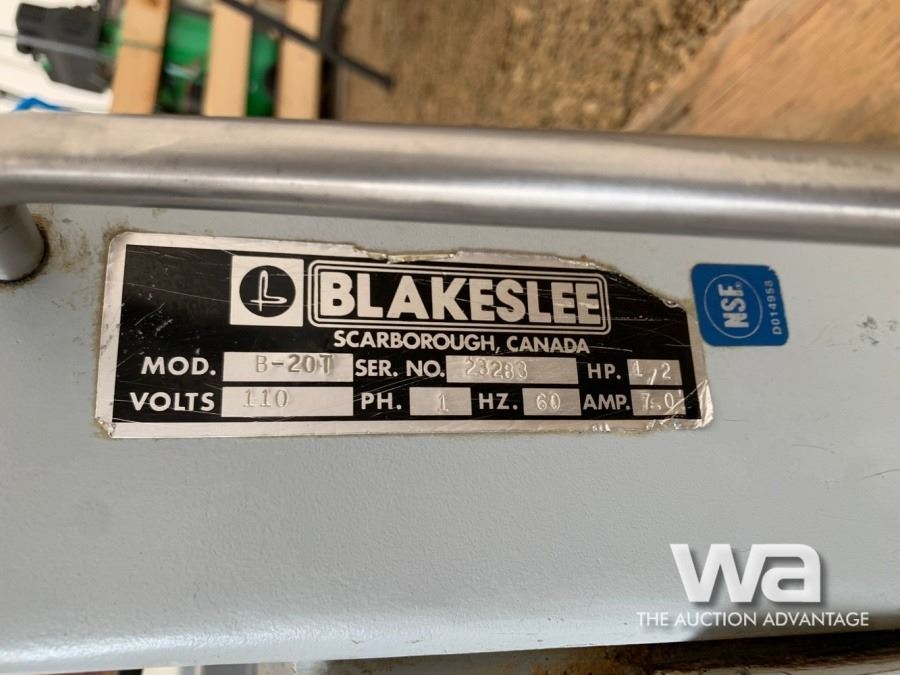 BLAKESLEE
SCARBOROUGH, CANADA
MOD. B-20T SER. NO. 23283 HP. 1/2
VOLTS 110 PH. 1 HZ. 60 AMP. 7.0
NSF®
D014958
wa
THE AUCTION ADVANTAGE